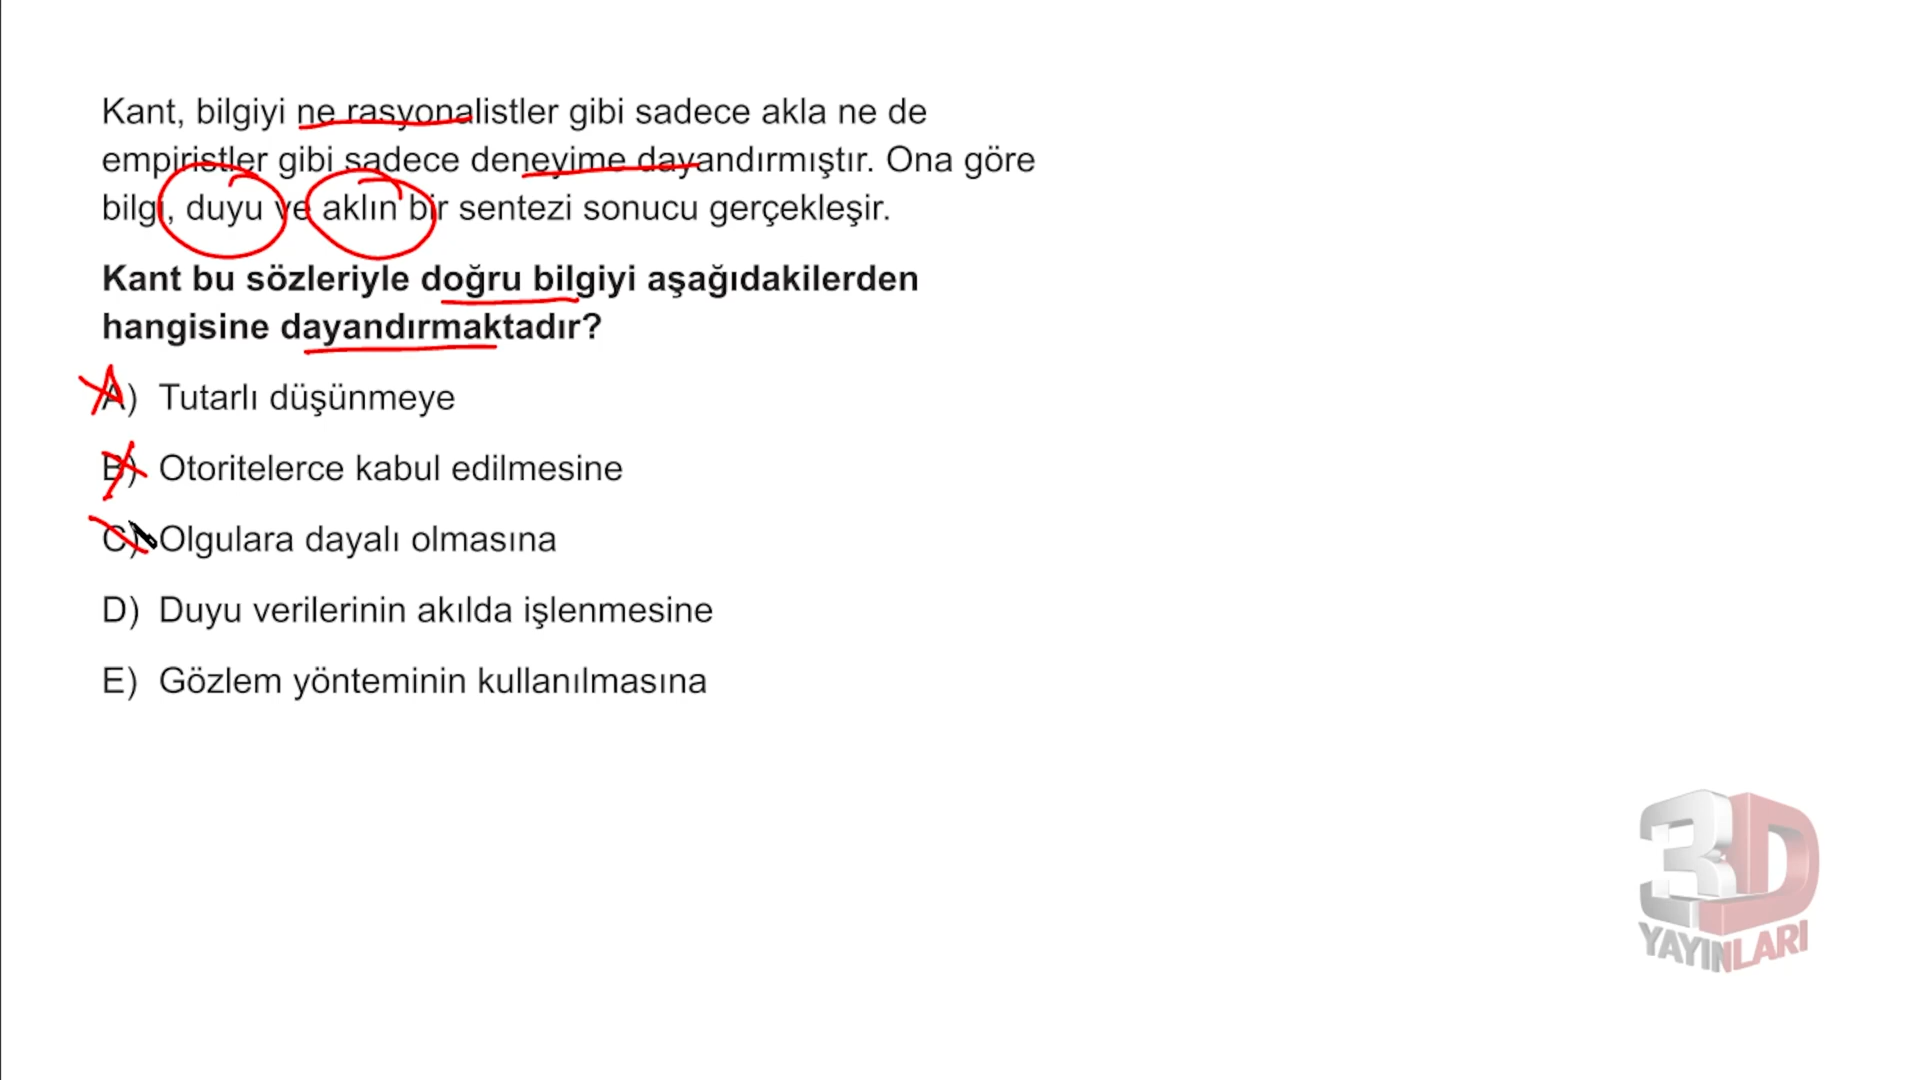 Kant, bilgiyi ne rasyonalistler gibi sadece akla ne de
empiristler gibi sadece deneyime dayandırmıştır. Ona göre
bilgi, duyu ve aklın bir sentezi sonucu gerçekleşir.
Kant bu sözleriyle doğru bilgiyi aşağıdakilerden
hangisine dayandırmaktadır?
A) Tutarlı düşünmeye
B) Otoritelerce kabul edilmesine
C) Olgulara dayalı olmasına
D) Duyu verilerinin akılda işlenmesine
E) Gözlem yönteminin kullanılmasına
3D
YAYINLARI